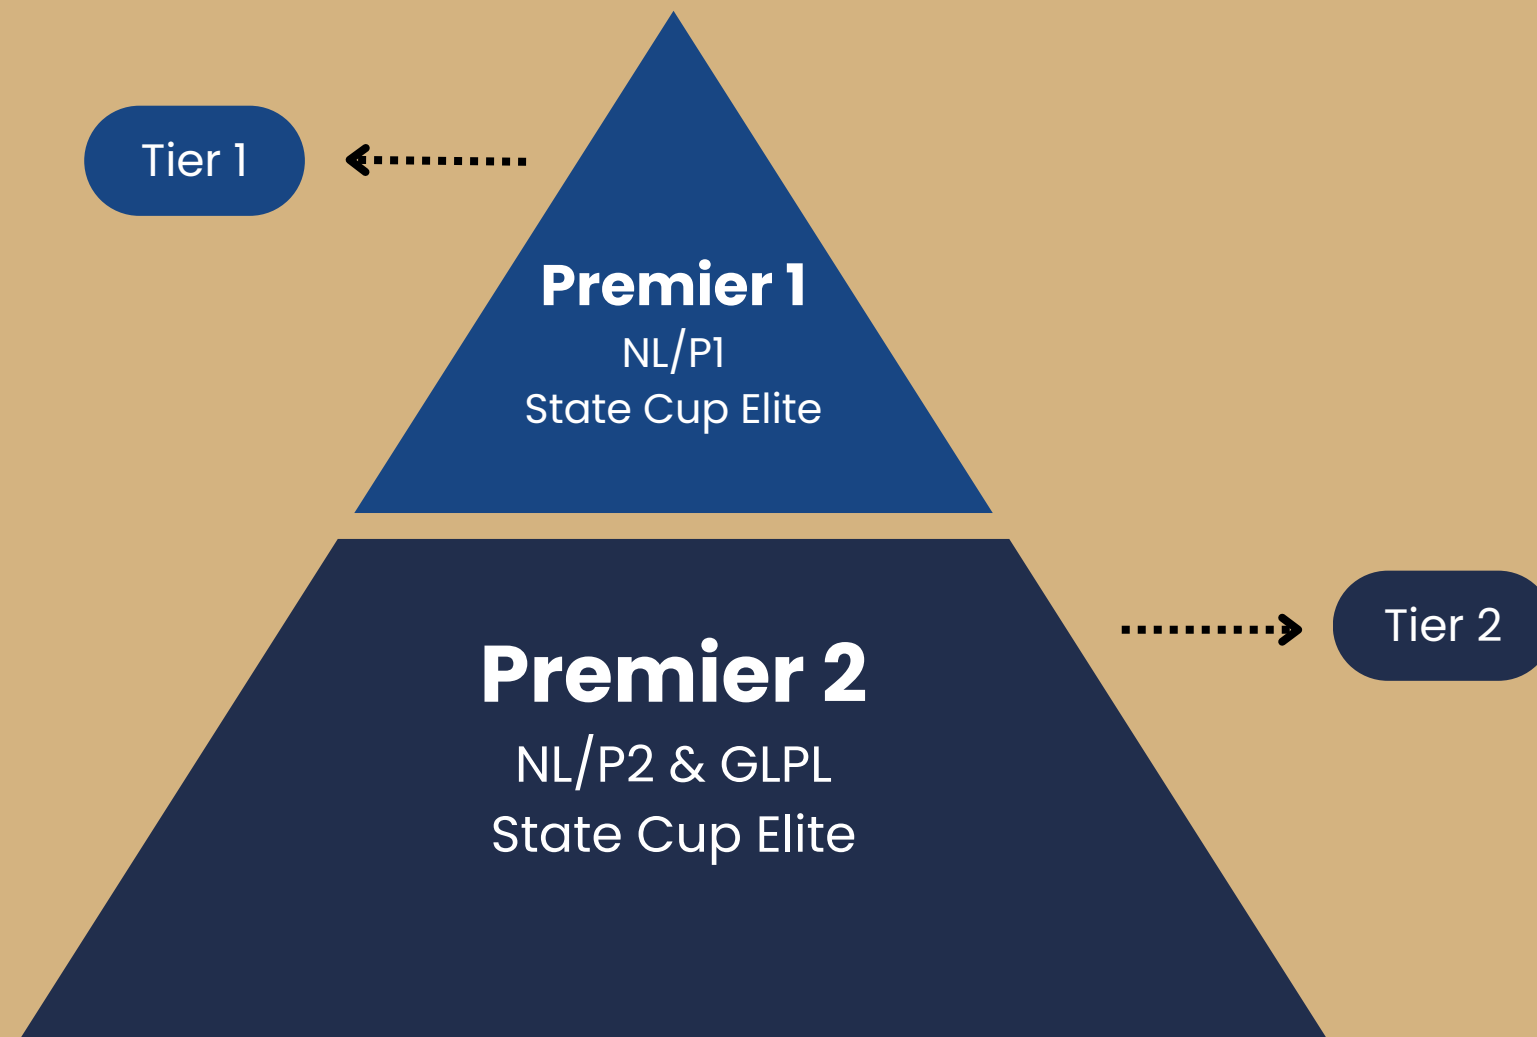 Tier 1
Premier 1
NL/P1
State Cup Elite
Tier 2
Premier 2
NL/P2 & GLPL
State Cup Elite